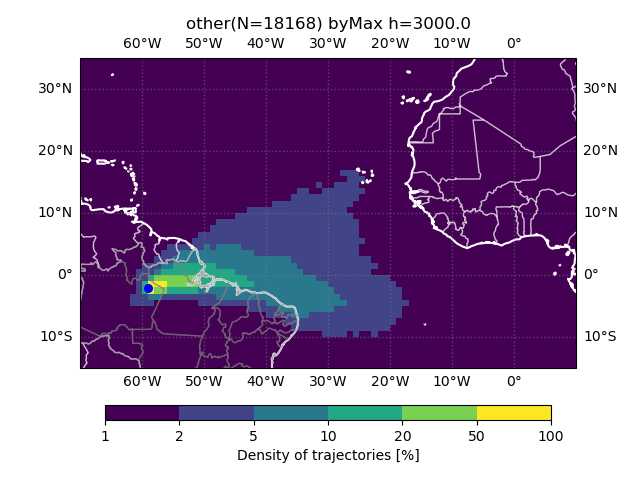 other(N=18168) byMax h=3000.0
60°W 50°W 40°W 30°W 20°W 10°W 0°
30°N 30°N
20°N 20°N
10°N 10°N
0° 0°
10°S 10°S
60°W 50°W 40°W 30°W 20°W 10°W 0°
1 2 5 10 20 50 100
Density of trajectories [%]